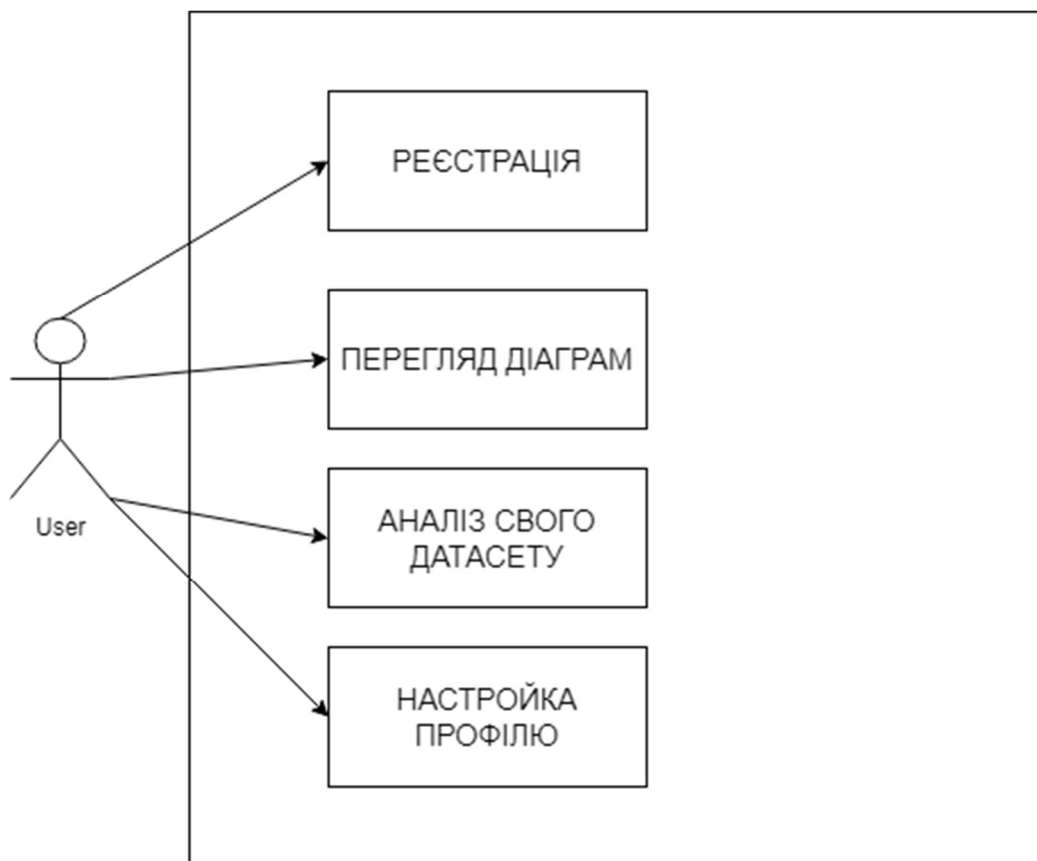 РЕЄСТРАЦІЯ
ПЕРЕГЛЯД ДІАГРАМ
User
АНАЛІЗ СВОГО
ДАТАСЕТУ
НАСТРОЙКА
ПРОФІЛЮ